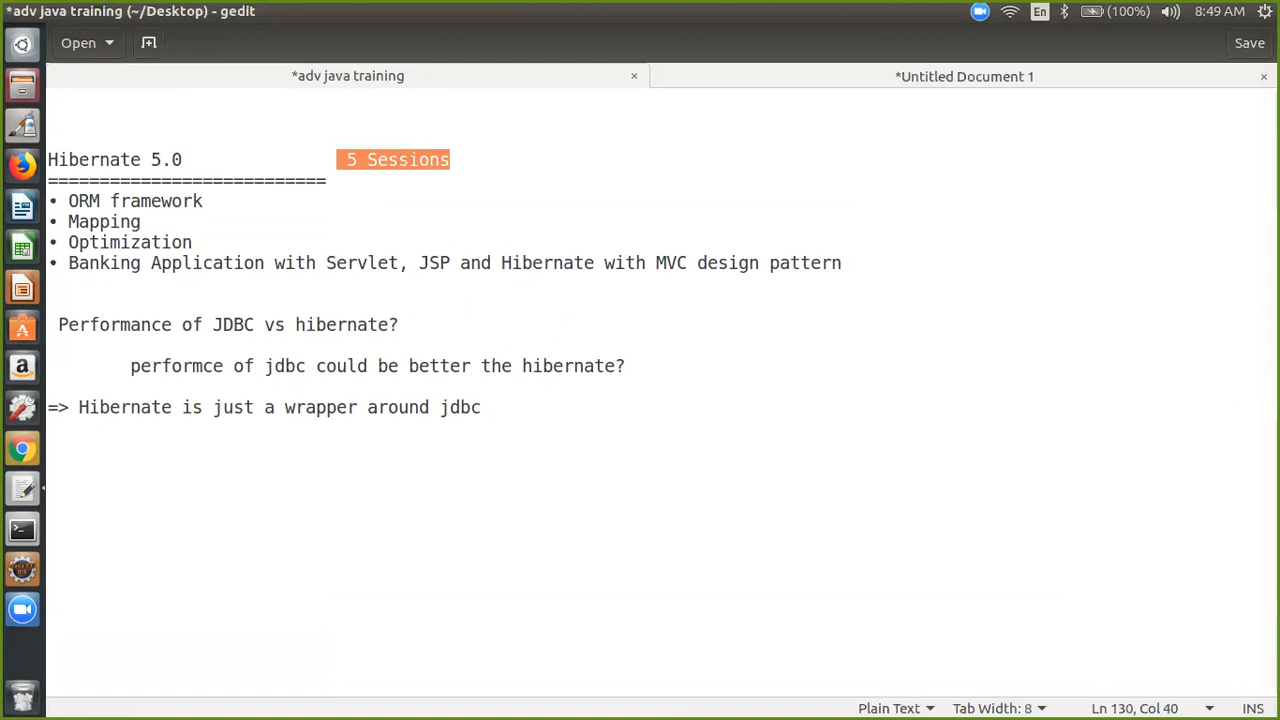 *adv java training (~/Desktop) - gedit
En
(100%)
8:49 AM
Open
Save
*adv java training
*Untitled Document 1
Hibernate 5.0 5 Sessions
===========================
• ORM framework
• Mapping
• Optimization
• Banking Application with Servlet, JSP and Hibernate with MVC design pattern
Performance of JDBC vs hibernate?
performce of jdbc could be better the hibernate?
=> Hibernate is just a wrapper around jdbc
Plain Text
Tab Width: 8
Ln 130, Col 40
INS